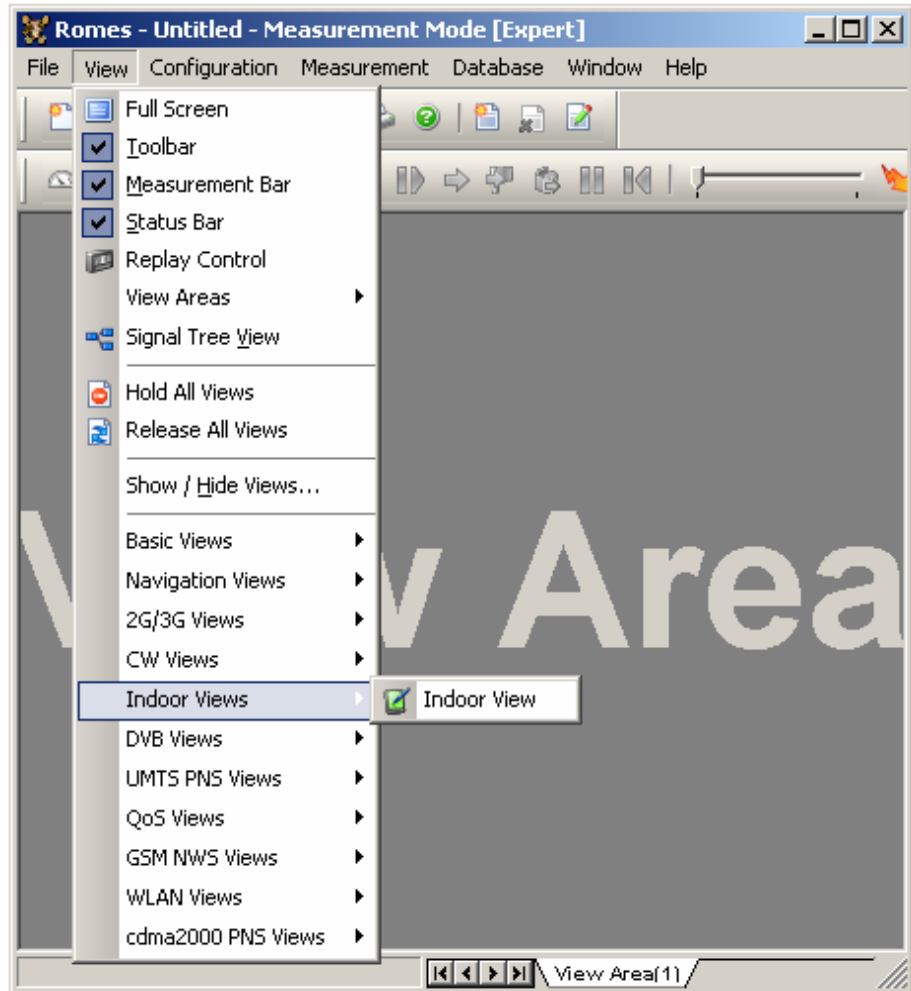 Romes - Untitled - Measurement Mode [Expert]
File View Configuration Measurement Database Window Help
Full Screen
Toolbar
Measurement Bar
Status Bar
Replay Control
View Areas
Signal Tree View
Hold All Views
Release All Views
Show / Hide Views...
Basic Views
Navigation Views
2G/3G Views
CW Views
Indoor Views
Indoor View
DVB Views
UMTS PNS Views
QoS Views
GSM NWS Views
WLAN Views
cdma2000 PNS Views
Area
View Area(1)